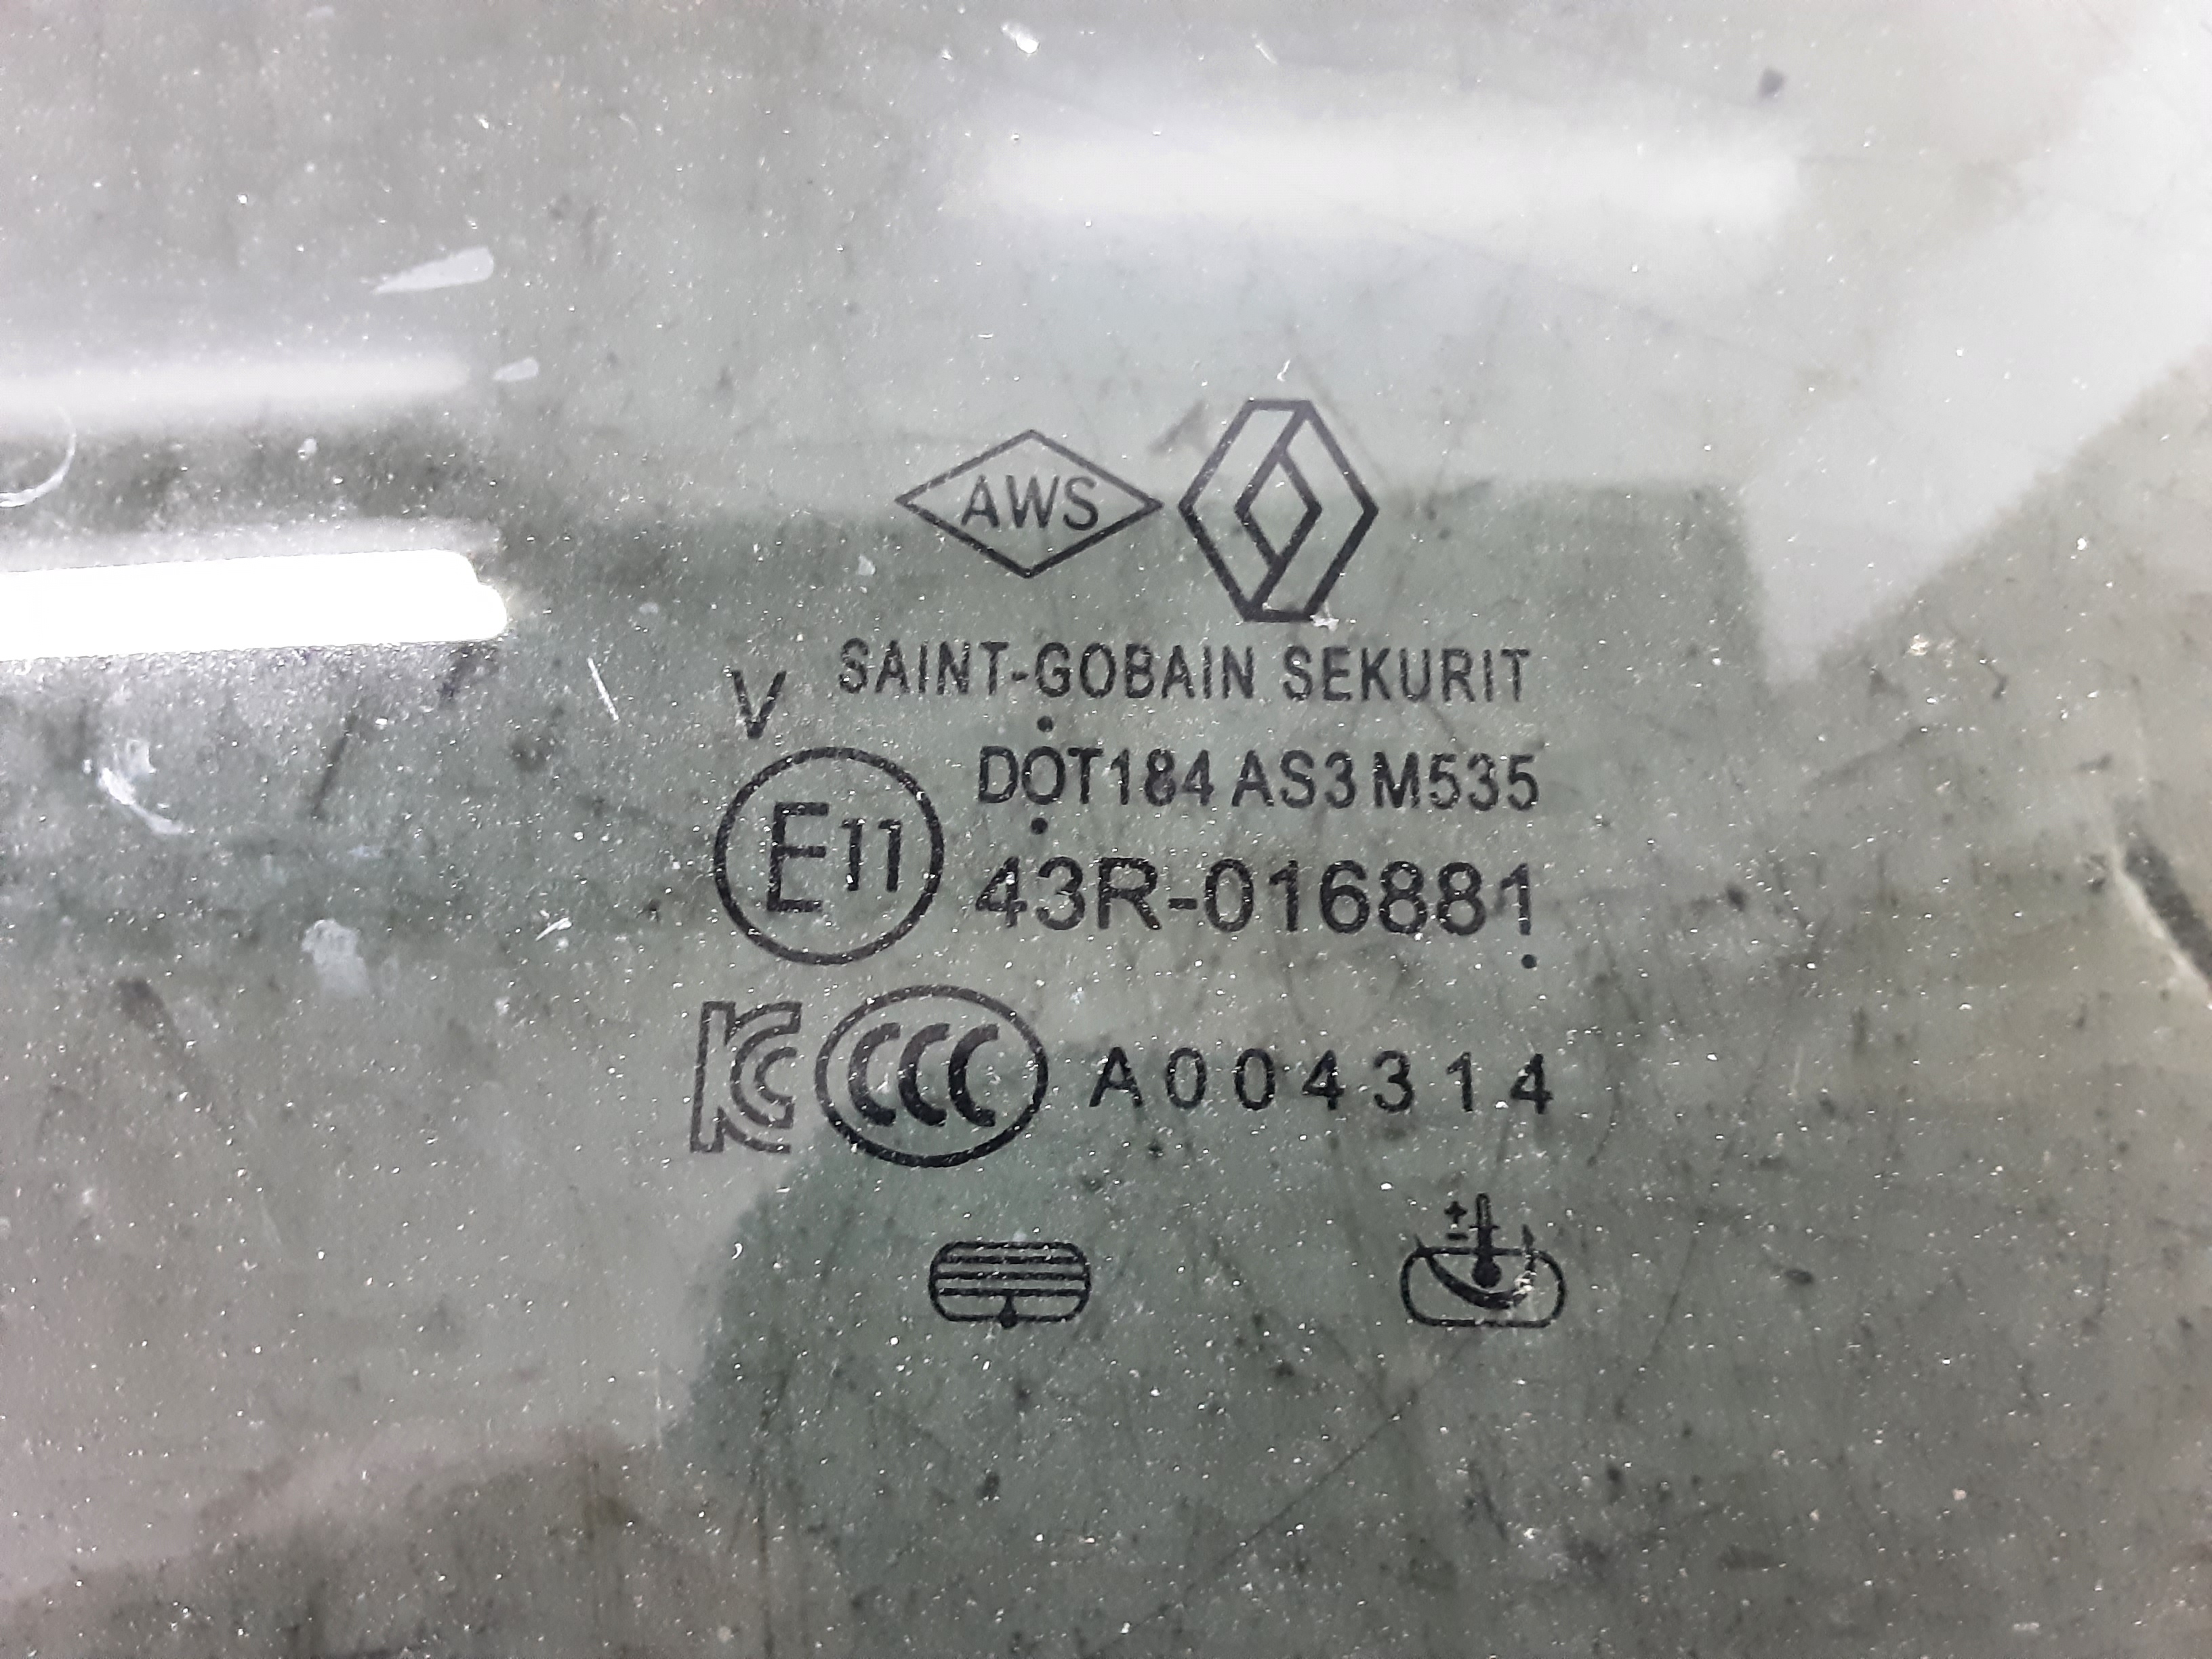 AWS
SAINT-GOBAIN SEKURIT
V
DOT184 AS3 M535
E11
43R-016881
KC CCC A004314
+
-